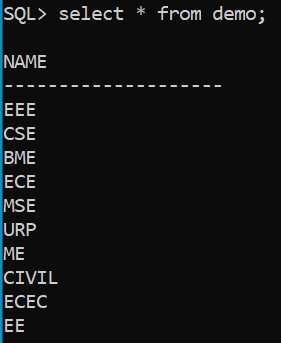 SQL> select * from demo;
NAME
--------------------
EEE
CSE
BME
ECE
MSE
URP
ME
CIVIL
ECEC
EE